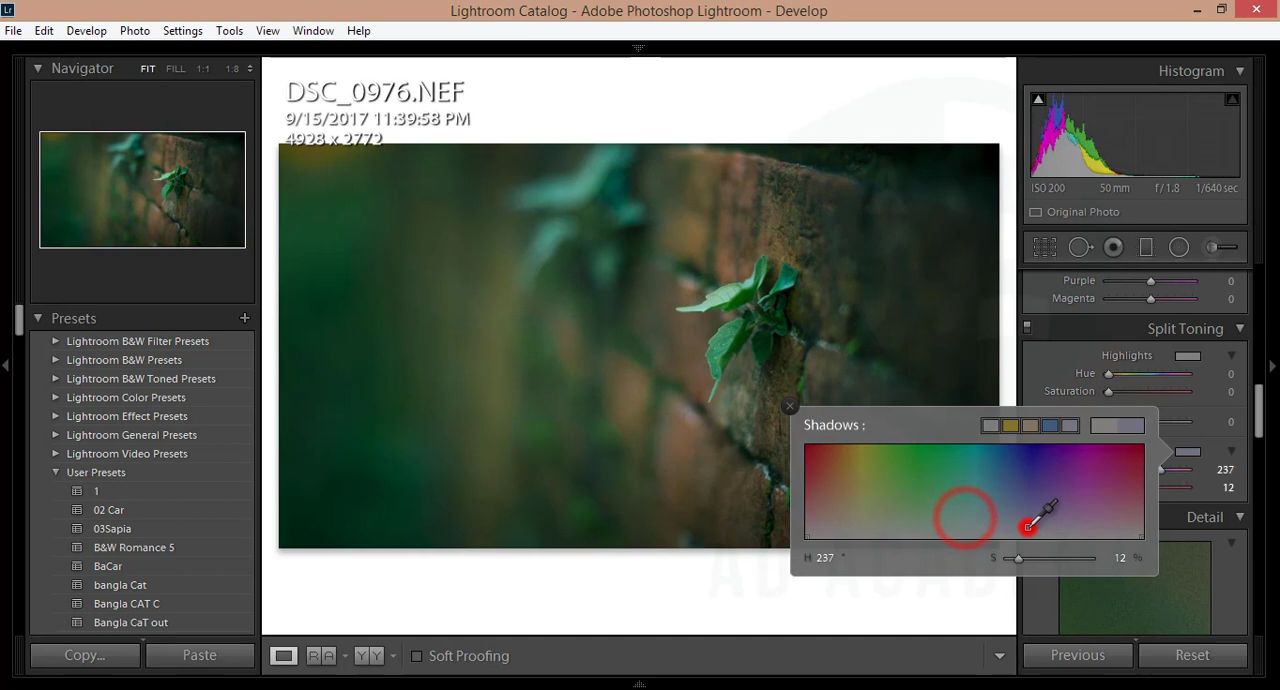 Lr
Lightroom Catalog - Adobe Photoshop Lightroom - Develop
File Edit Develop Photo Settings Tools View Window Help
Navigator FIT FILL 1:1 1:8
Presets
Lightroom B&W Filter Presets
Lightroom B&W Presets
Lightroom B&W Toned Presets
Lightroom Color Presets
Lightroom Effect Presets
Lightroom General Presets
Lightroom Video Presets
User Presets
1
02 Car
03Sapia
B&W Romance 5
BaCar
bangla Cat
Bangla CAT C
Bangla CaT out
Copy... Paste
DSC_0976.NEF
9/15/2017 11:39:58 PM
4928 x 2772
R A Y Y Soft Proofing
Histogram
ISO 200 50 mm f / 1.8 1/640 sec
Original Photo
Purple 0
Magenta 0
Split Toning
Highlights
Hue 0
Saturation 0
0
237
12
Shadows :
H 237 ° S 12 %
Detail
Previous Reset